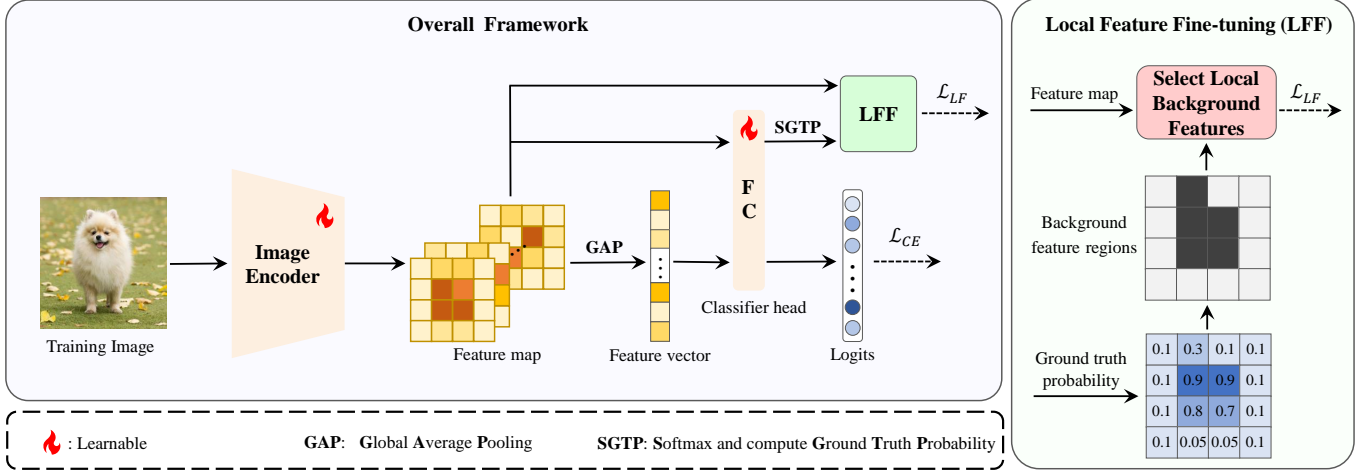 Overall Framework
LFF
ℒ_LF
SGTP
F
C
Image
Encoder
GAP
ℒ_CE
Training Image
Feature map
Feature vector
Classifier head
Logits
: Learnable
GAP: Global Average Pooling
SGTP: Softmax and compute Ground Truth Probability
Local Feature Fine-tuning (LFF)
Feature map
Select Local
Background
Features
ℒ_LF
Background
feature regions
Ground truth
probability
0.1 0.3 0.1 0.1
0.1 0.9 0.9 0.1
0.1 0.8 0.7 0.1
0.1 0.05 0.05 0.1